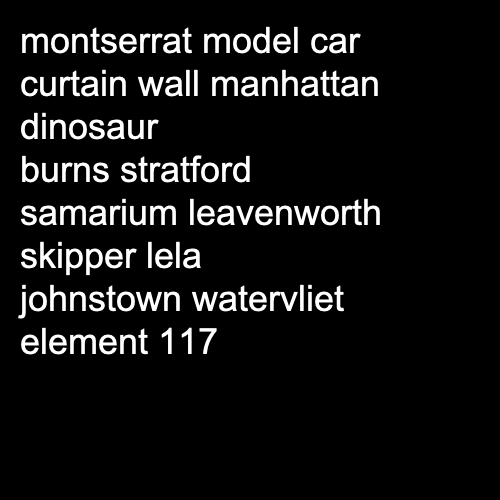 montserrat model car
curtain wall manhattan
dinosaur
burns stratford
samarium leavenworth
skipper lela
johnstown watervliet
element 117